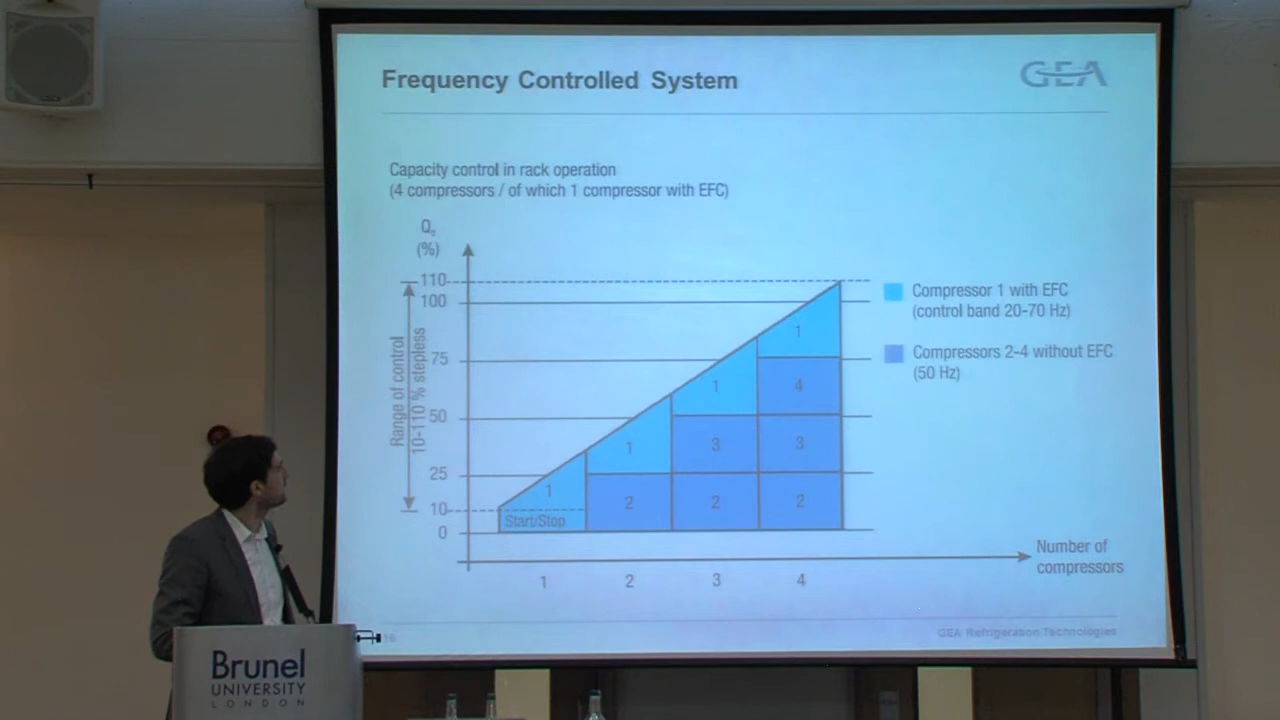 Frequency Controlled System
GEA
Capacity control in rack operation
(4 compressors / of which 1 compressor with EFC)
Qe
(%)
110
100
75
50
25
10
0
Range of control
10-110 % stepless
1
1
1
1
4
3
3
2
2
2
Start/Stop
Compressor 1 with EFC
(control band 20-70 Hz)
Compressors 2-4 without EFC
(50 Hz)
Number of
compressors
1
2
3
4
GEA Refrigeration Technologies
Brunel
UNIVERSITY
LONDON